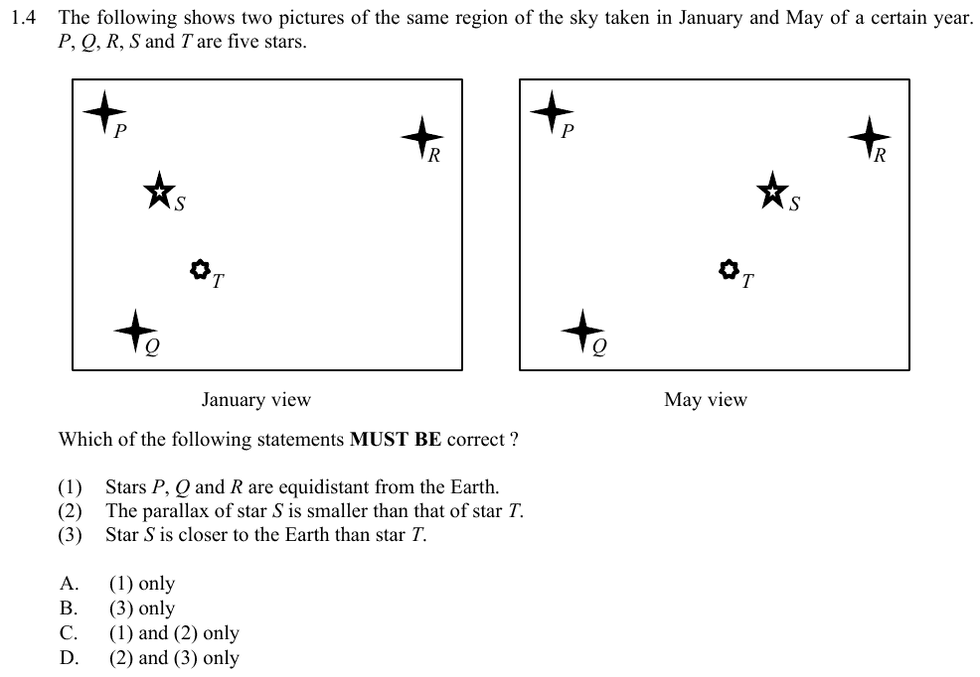 1.4 The following shows two pictures of the same region of the sky taken in January and May of a certain year.
P, Q, R, S and T are five stars.
P
R
S
T
Q
P
R
S
T
Q
January view
May view
Which of the following statements MUST BE correct ?
(1) Stars P, Q and R are equidistant from the Earth.
(2) The parallax of star S is smaller than that of star T.
(3) Star S is closer to the Earth than star T.
A. (1) only
B. (3) only
C. (1) and (2) only
D. (2) and (3) only